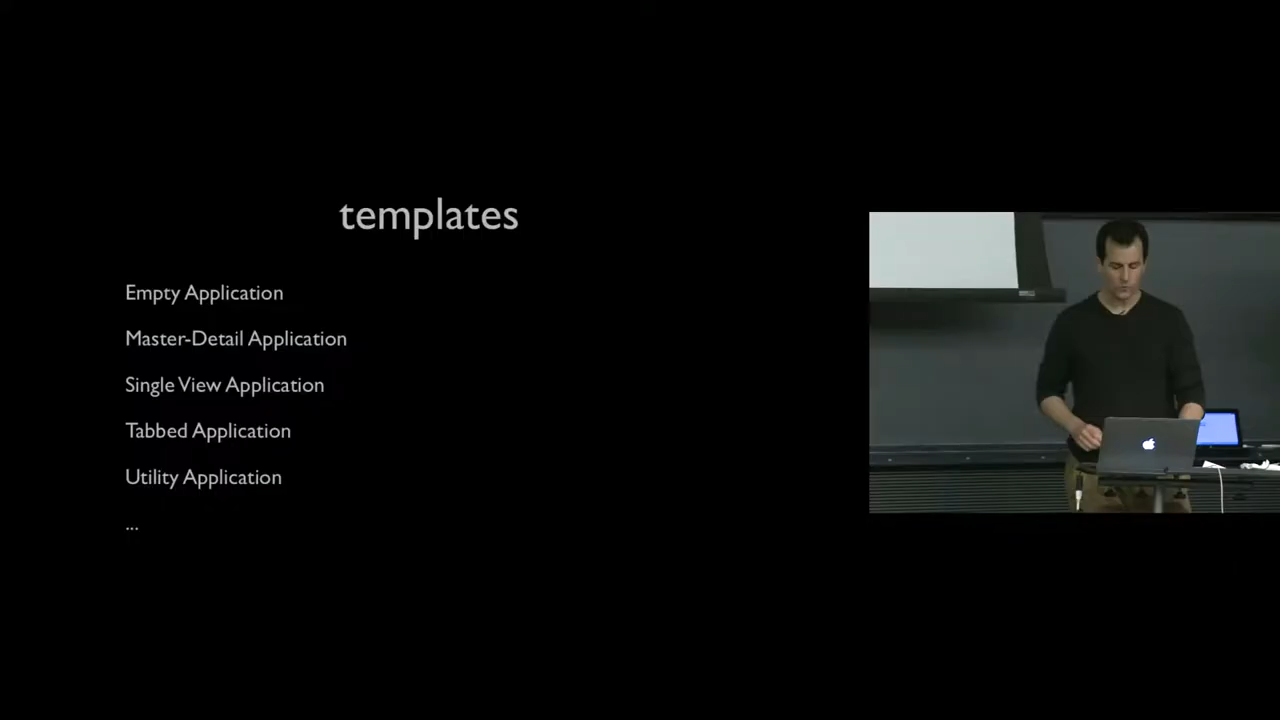 templates
Empty Application
Master-Detail Application
Single View Application
Tabbed Application
Utility Application
...